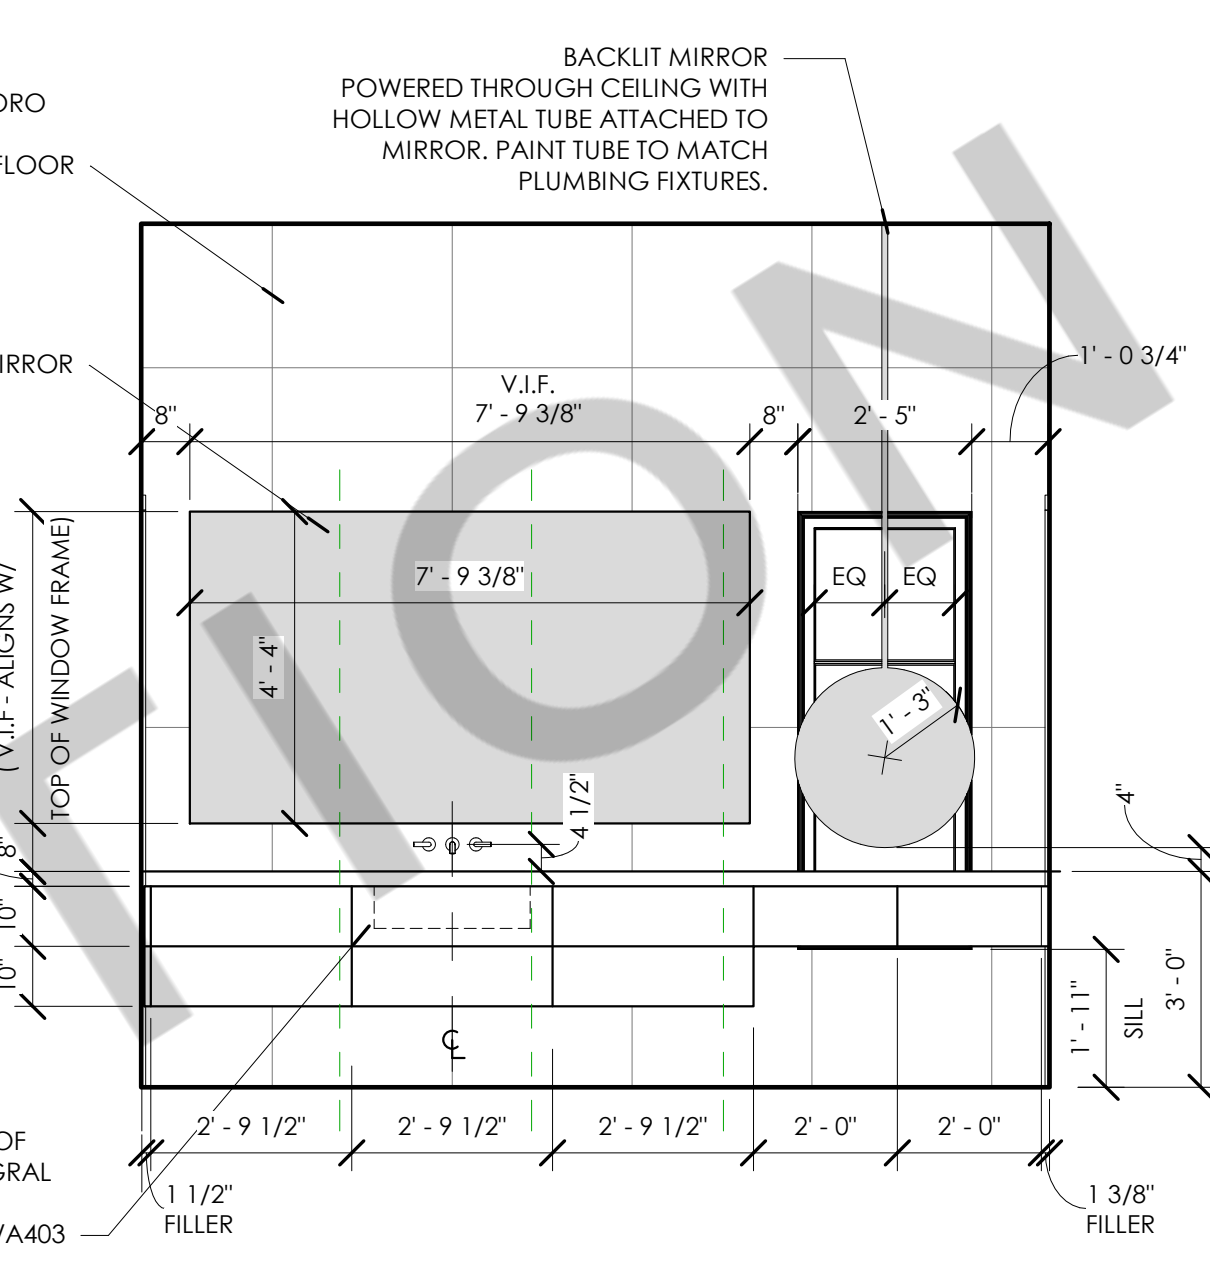 BACKLIT MIRROR
POWERED THROUGH CEILING WITH
HOLLOW METAL TUBE ATTACHED TO
MIRROR. PAINT TUBE TO MATCH
PLUMBING FIXTURES.
ORO
FLOOR
IRROR
1' - 0 3/4"
8"
V.I.F.
7' - 9 3/8"
8"
2' - 5"
(V.I.F - ALIGNS W/
TOP OF WINDOW FRAME)
7' - 9 3/8"
4' - 4"
EQ
EQ
1' - 3"
4 1/2"
4"
8"
10"
10"
1' - 11"
SILL
3' - 0"
CL
2' - 9 1/2"
2' - 9 1/2"
2' - 9 1/2"
2' - 0"
2' - 0"
OF
GRAL
/A403
1 1/2"
FILLER
1 3/8"
FILLER
TION